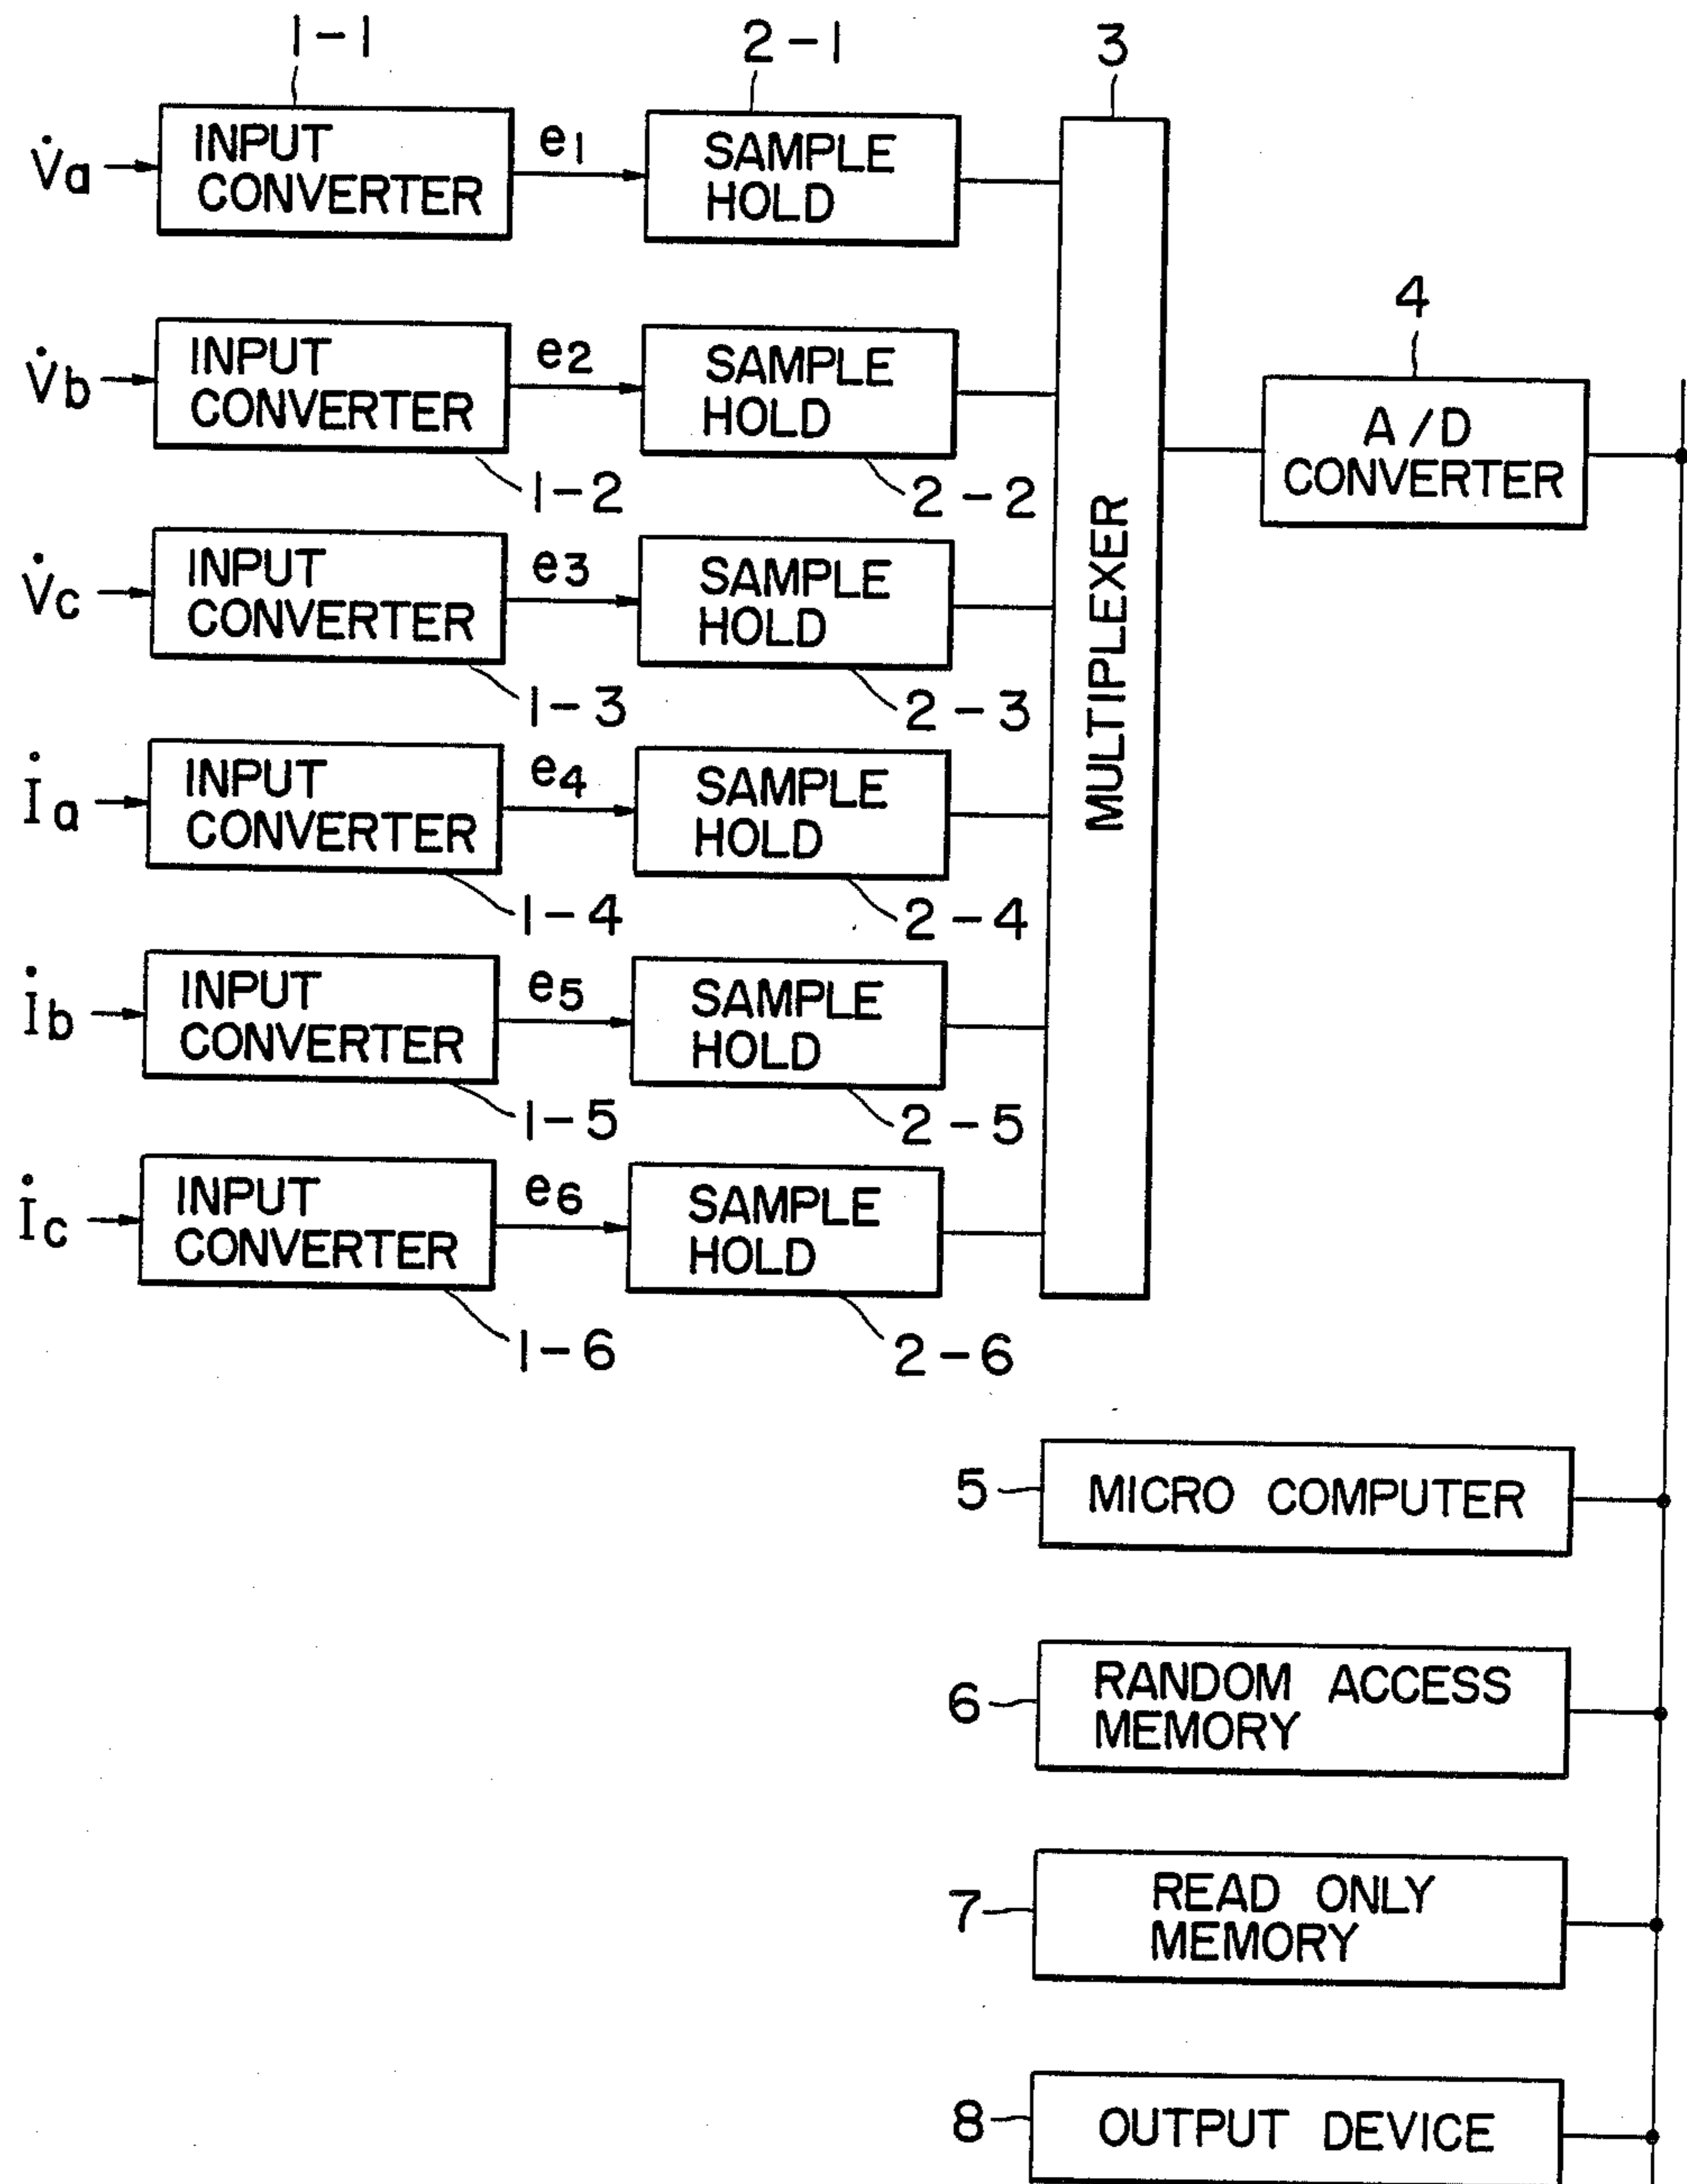 1-1
2-1
3
V̇a
INPUT
CONVERTER
e1
SAMPLE
HOLD
4
V̇b
INPUT
CONVERTER
e2
SAMPLE
HOLD
A/D
CONVERTER
1-2
2-2
MULTIPLEXER
V̇c
INPUT
CONVERTER
e3
SAMPLE
HOLD
1-3
2-3
İa
INPUT
CONVERTER
e4
SAMPLE
HOLD
1-4
2-4
İb
INPUT
CONVERTER
e5
SAMPLE
HOLD
1-5
2-5
İc
INPUT
CONVERTER
e6
SAMPLE
HOLD
1-6
2-6
5
MICRO COMPUTER
6
RANDOM ACCESS
MEMORY
7
READ ONLY
MEMORY
8
OUTPUT DEVICE